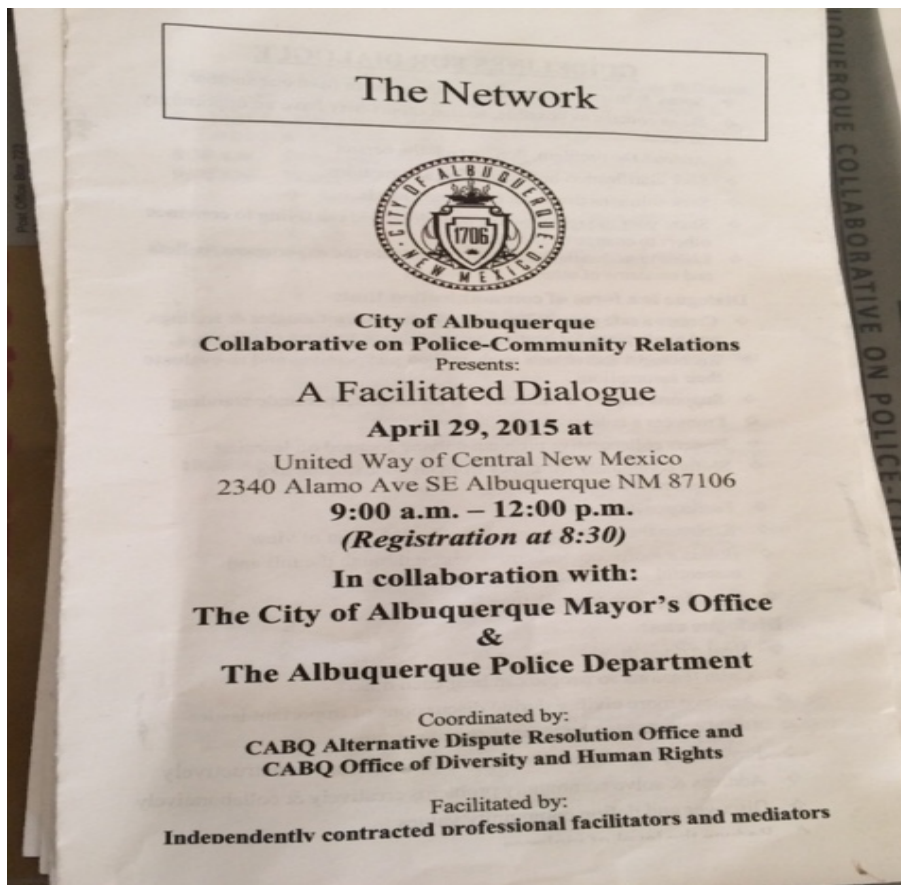 The Network
CITY OF ALBUQUERQUE
1706
NEW MEXICO
City of Albuquerque
Collaborative on Police-Community Relations
Presents:
A Facilitated Dialogue
April 29, 2015 at
United Way of Central New Mexico
2340 Alamo Ave SE Albuquerque NM 87106
9:00 a.m. – 12:00 p.m.
(Registration at 8:30)
In collaboration with:
The City of Albuquerque Mayor's Office
&
The Albuquerque Police Department
Coordinated by:
CABQ Alternative Dispute Resolution Office and
CABQ Office of Diversity and Human Rights
Facilitated by:
Independently contracted professional facilitators and mediators
COLLABORATIVE ON
Post Office Box